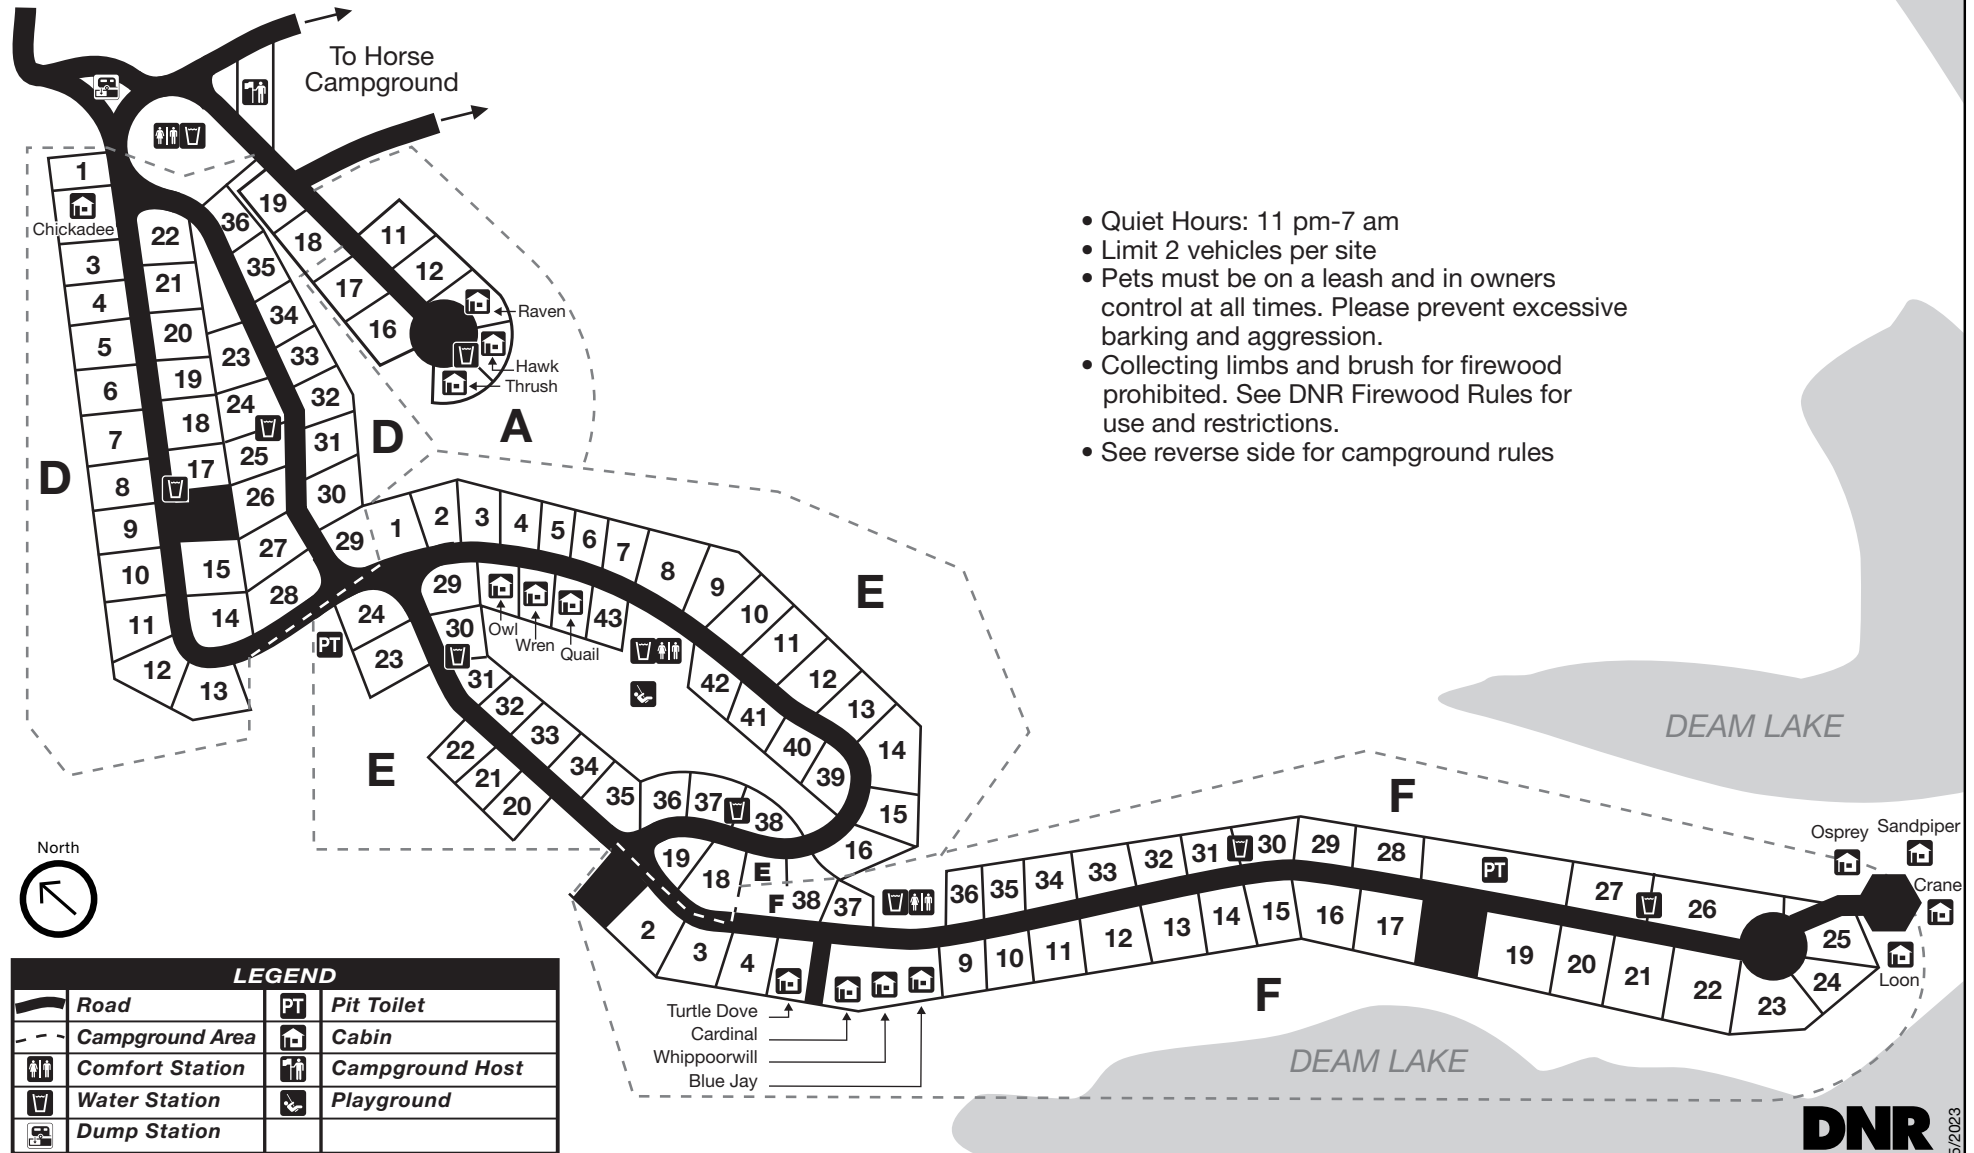 To Horse
Campground
1
Chickadee
3
4
5
6
7
8
9
10
11
12
13
14
15
17
18
19
20
21
22
23
24
25
26
27
28
29
30
31
32
33
34
35
36
D
D
19
18
17
16
11
12
Raven
Hawk
Thrush
A
• Quiet Hours: 11 pm-7 am
• Limit 2 vehicles per site
• Pets must be on a leash and in owners
control at all times. Please prevent excessive
barking and aggression.
• Collecting limbs and brush for firewood
prohibited. See DNR Firewood Rules for
use and restrictions.
• See reverse side for campground rules
1
2
3
4
5
6
7
8
9
10
11
12
13
14
15
16
E
29
Owl
Wren
Quail
43
24
23
PT
30
31
32
33
34
35
36
37
38
39
40
41
42
22
21
20
19
18
E
E
F
38
37
2
3
4
Turtle Dove
Cardinal
Whippoorwill
Blue Jay
36
35
34
33
32
31
30
29
28
PT
27
26
25
24
23
22
21
20
19
17
16
15
14
13
12
11
10
9
F
F
Osprey
Sandpiper
Crane
Loon
DEAM LAKE
DEAM LAKE
North
LEGEND
Road
PT
Pit Toilet
Campground Area
Cabin
Comfort Station
Campground Host
Water Station
Playground
Dump Station
DNR
5/2023